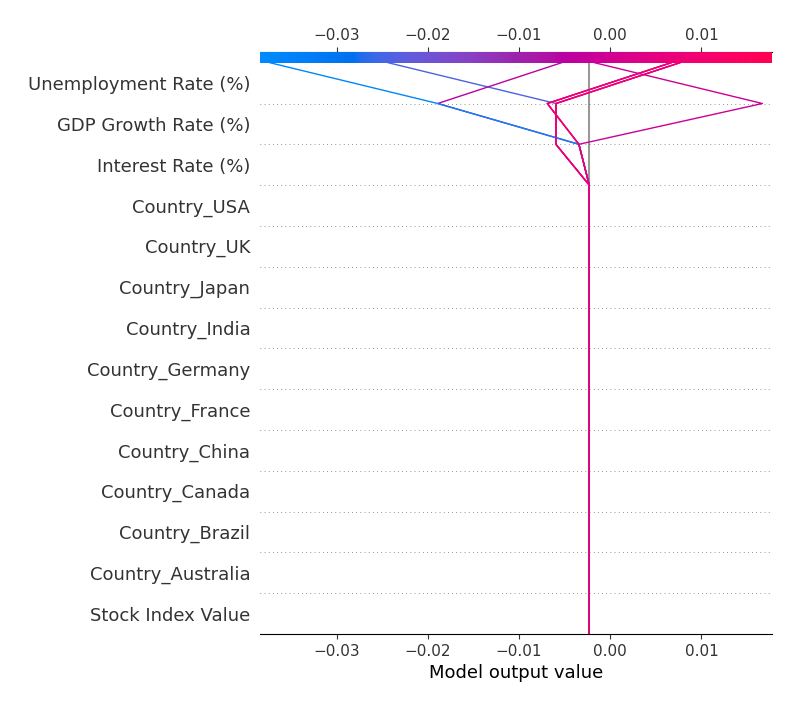 −0.03 −0.02 −0.01 0.00 0.01
Unemployment Rate (%)
GDP Growth Rate (%)
Interest Rate (%)
Country_USA
Country_UK
Country_Japan
Country_India
Country_Germany
Country_France
Country_China
Country_Canada
Country_Brazil
Country_Australia
Stock Index Value
−0.03 −0.02 −0.01 0.00 0.01
Model output value